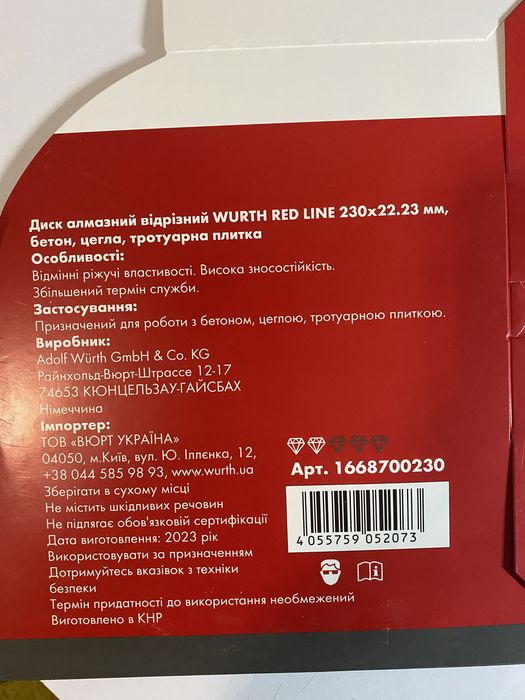 Диск алмазний відрізний WURTH RED LINE 230x22.23 мм,
бетон, цегла, тротуарна плитка
Особливості:
Відмінні ріжучі властивості. Висока зносостійкість.
Збільшений термін служби.
Застосування:
Призначений для роботи з бетоном, цеглою, тротуарною плиткою.
Виробник:
Adolf Würth GmbH & Co. KG
Райнхольд-Вюрт-Штрассе 12-17
74653 КЮНЦЕЛЬЗАУ-ГАЙСБАХ
Німеччина
Імпортер:
ТОВ «ВЮРТ УКРАЇНА»
04050, м.Київ, вул. Ю. Іллєнка, 12,
+38 044 585 98 93, www.wurth.ua
Зберігати в сухому місці
Не містить шкідливих речовин
Не підлягає обов'язковій сертифікації
Дата виготовлення: 2023 рік
Використовувати за призначенням
Дотримуйтесь вказівок з техніки
безпеки
Термін придатності до використання необмежений
Виготовлено в КНР
Арт. 1668700230
4 055759 052073